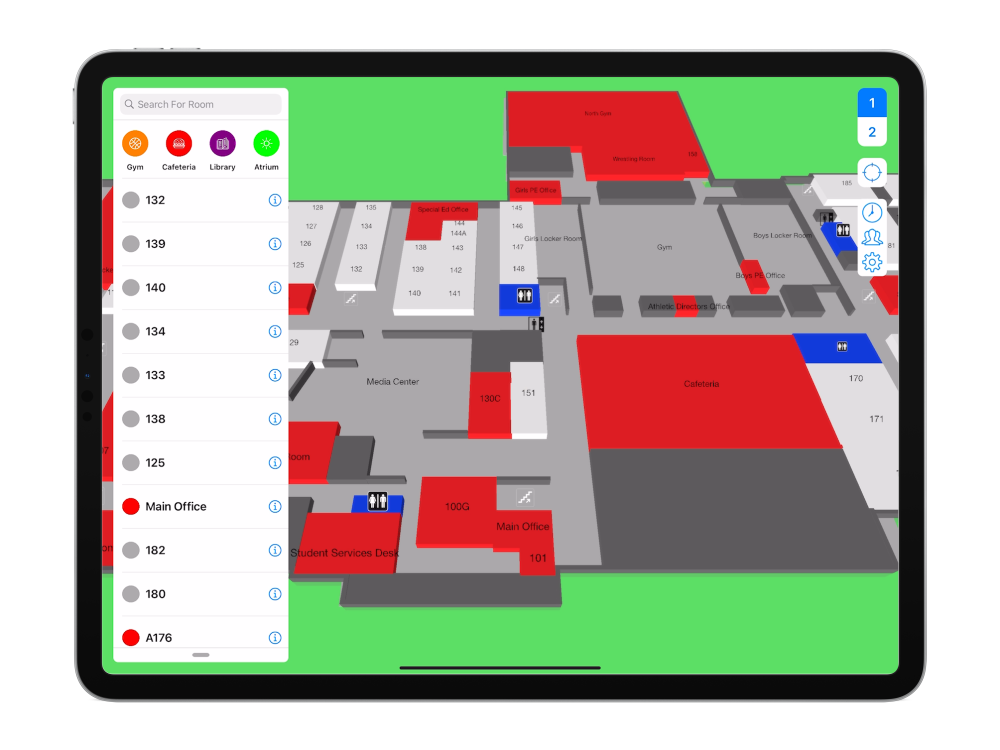 Search For Room
Gym
Cafeteria
Library
Atrium
132
139
140
134
133
138
125
Main Office
182
180
A176
1
2
Youth Gym
Wrestling Room
158
Girls PE Office
185
128
127
126
125
135
134
133
132
Special Ed Office
144
144A
138
143
139
142
140
141
145
146
147
148
Girls Locker Room
Gym
Boys Locker Room
81
Boys PE Office
Athletic Directors Office
29
Media Center
130C
151
Cafeteria
170
171
oom
100G
Main Office
101
Student Services Desk